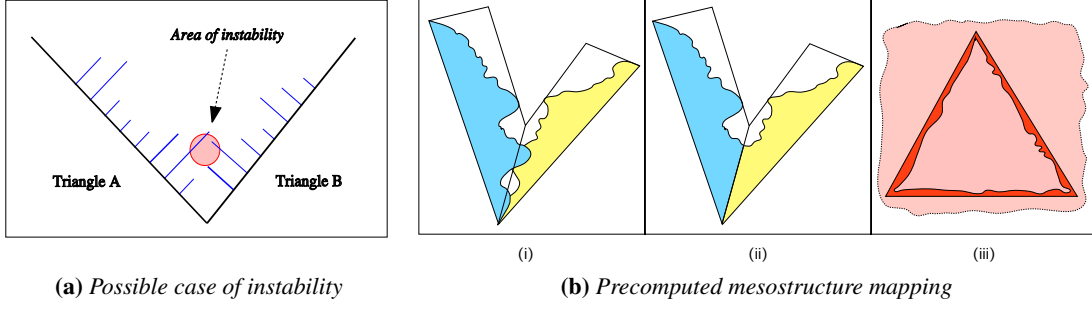 Area of instability
Triangle A
Triangle B
(i)
(ii)
(iii)
(a) Possible case of instability
(b) Precomputed mesostructure mapping